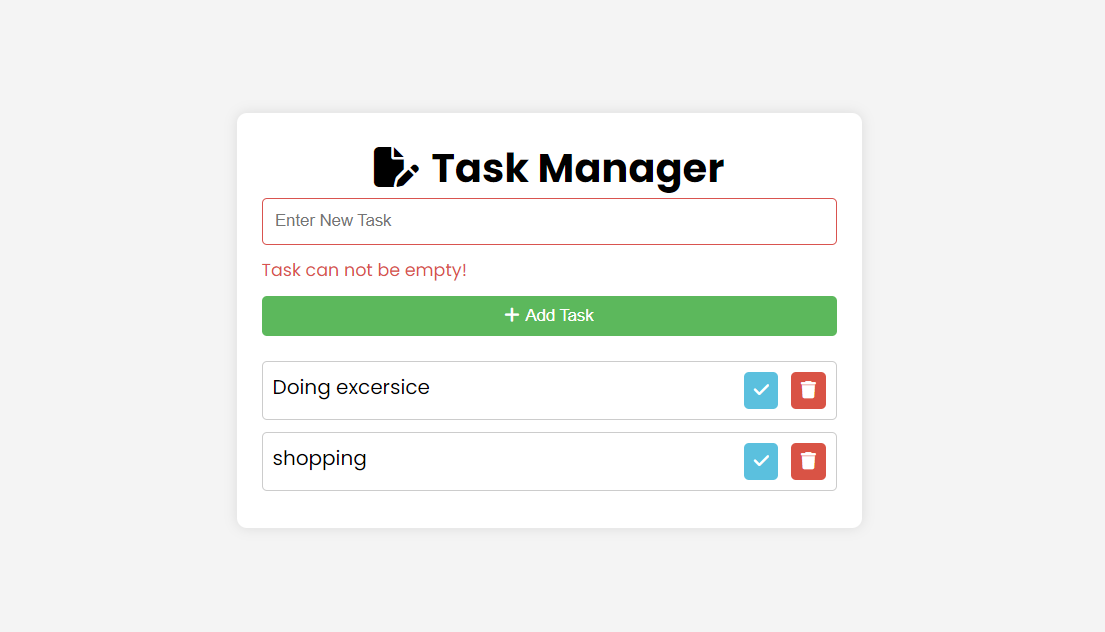 Task Manager
Enter New Task
Task can not be empty!
Add Task
Doing excersice
shopping